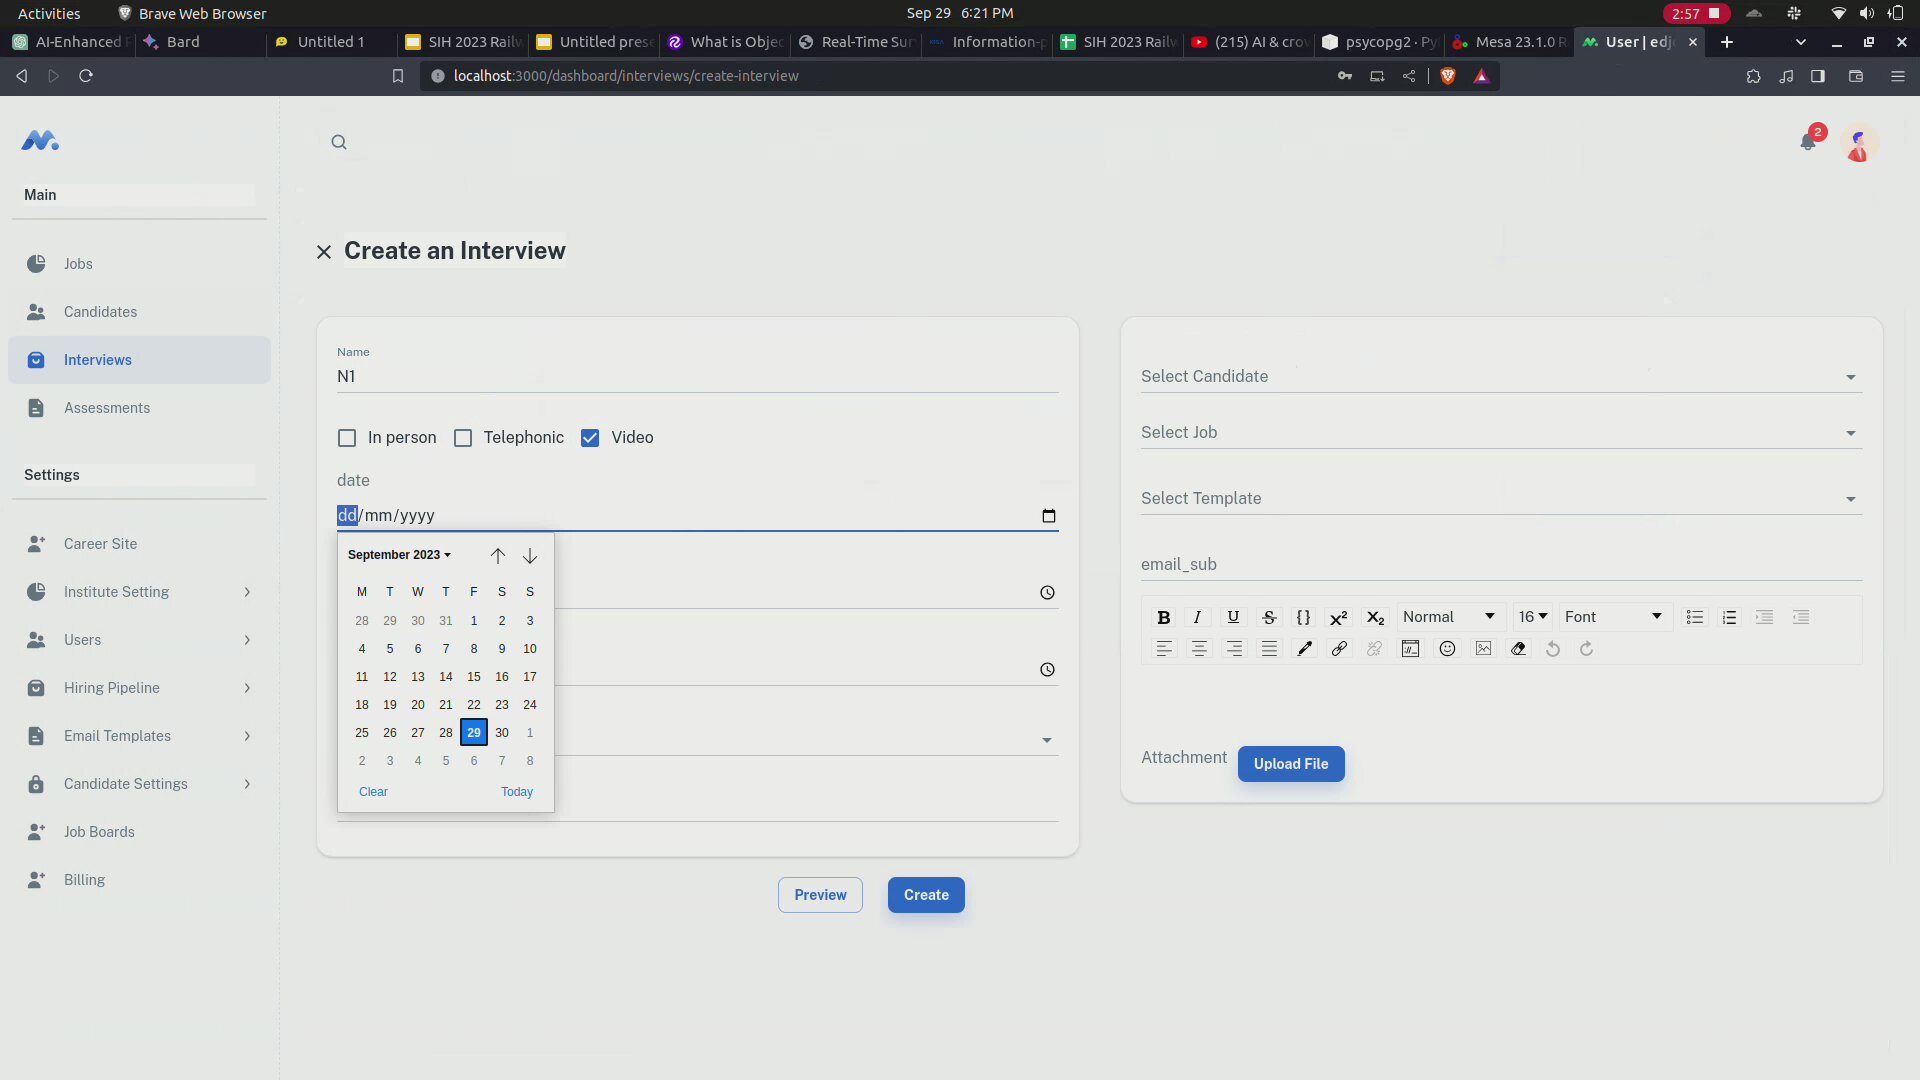 Activities Brave Web Browser Sep 29 6:21 PM 2:57
AI-Enhanced Bard Untitled 1 SIH 2023 Railw Untitled prese What is Objec Real-Time Sur Information-p SIH 2023 Railw (215) AI & crow psycopg2 · Py Mesa 23.1.0 R User | edj
localhost:3000/dashboard/interviews/create-interview
2
Main
Jobs
Candidates
Interviews
Assessments
Settings
Career Site
Institute Setting
Users
Hiring Pipeline
Email Templates
Candidate Settings
Job Boards
Billing
Create an Interview
Name
N1
In person Telephonic Video
date
dd/mm/yyyy
September 2023
M T W T F S S
28 29 30 31 1 2 3
4 5 6 7 8 9 10
11 12 13 14 15 16 17
18 19 20 21 22 23 24
25 26 27 28 29 30 1
2 3 4 5 6 7 8
Clear Today
Select Candidate
Select Job
Select Template
email_sub
B I U S {} X2 X2 Normal 16 Font
Attachment Upload File
Preview Create